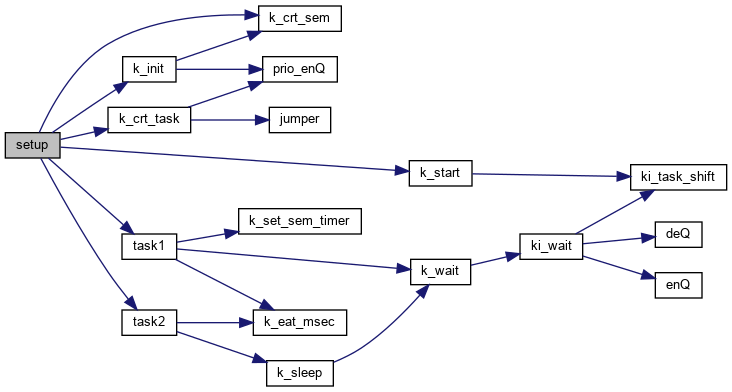 k_crt_sem
k_init
prio_enQ
k_crt_task
jumper
setup
k_start
ki_task_shift
k_set_sem_timer
task1
ki_wait
deQ
k_wait
enQ
task2
k_eat_msec
k_sleep